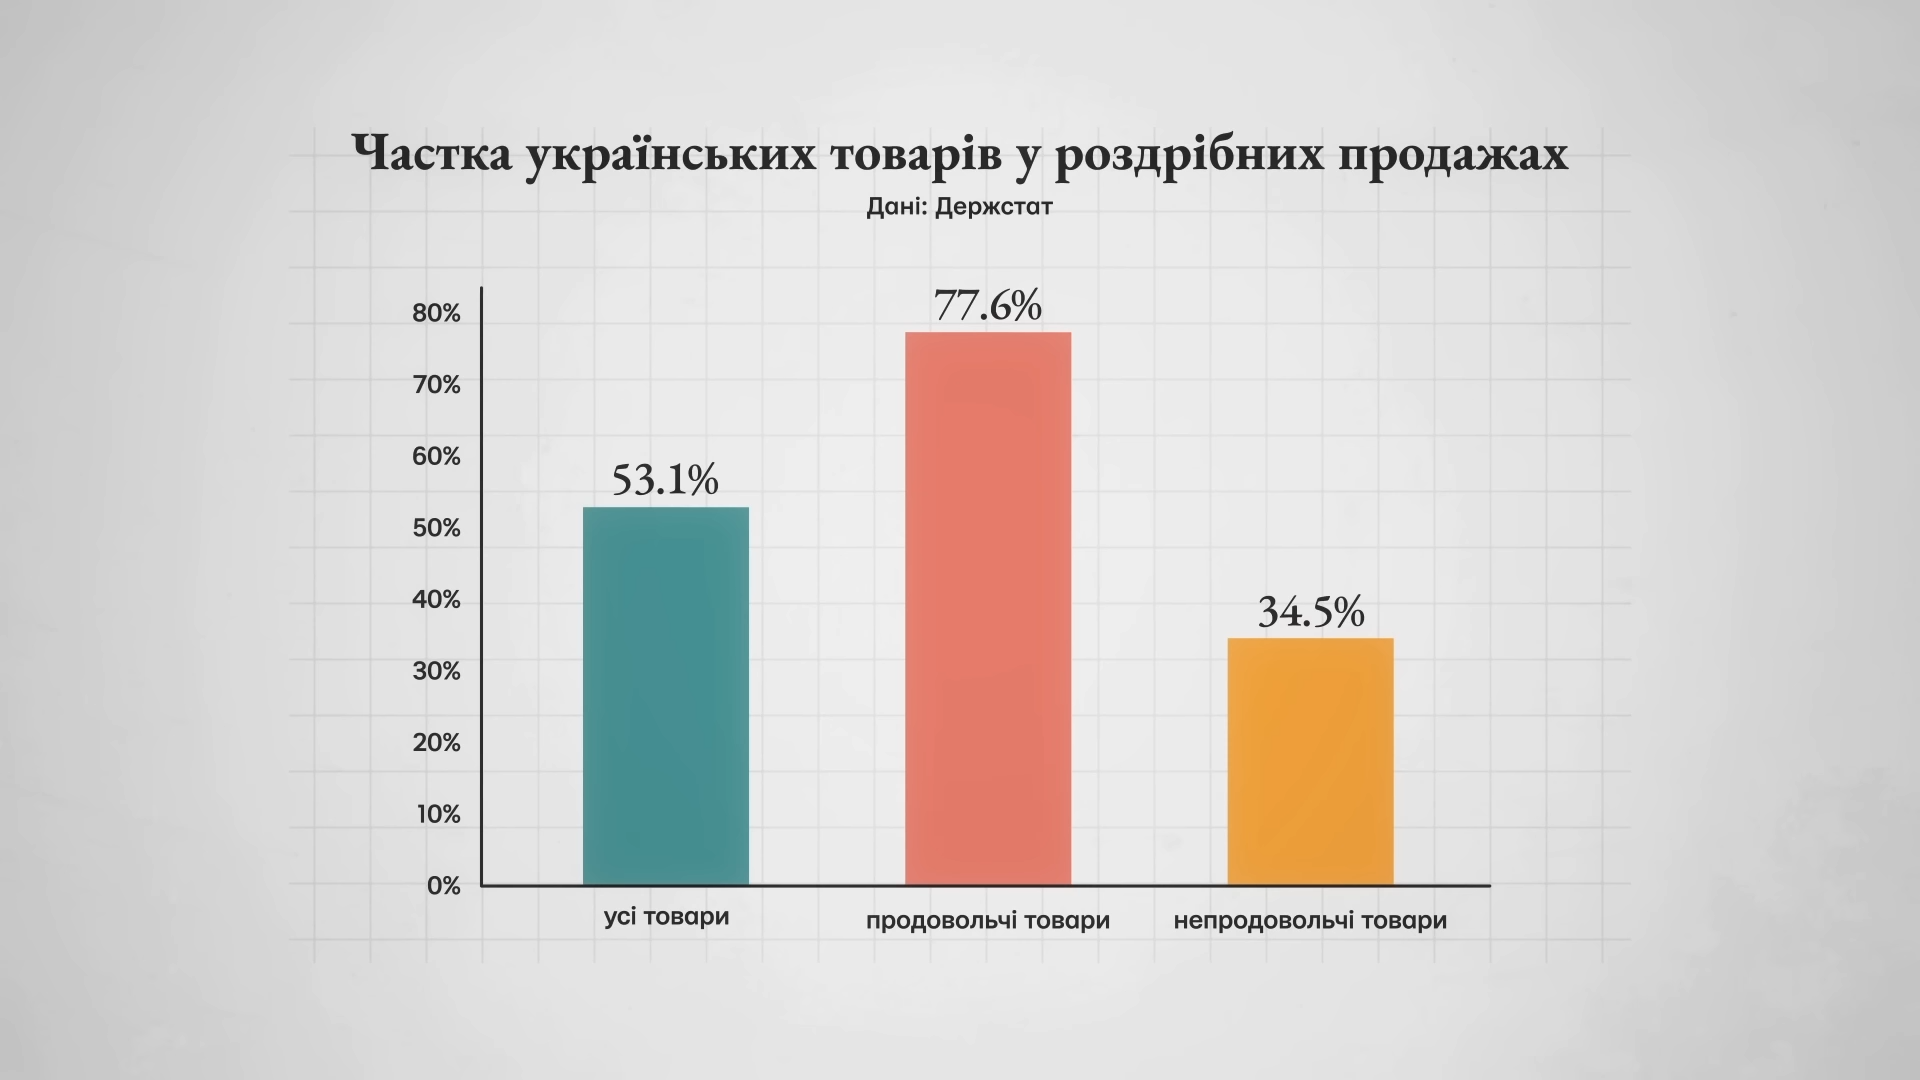 Частка українських товарів у роздрібних продажах
Дані: Держстат
80%
70%
60%
50%
40%
30%
20%
10%
0%
53.1%
77.6%
34.5%
усі товари
продовольчі товари
непродовольчі товари